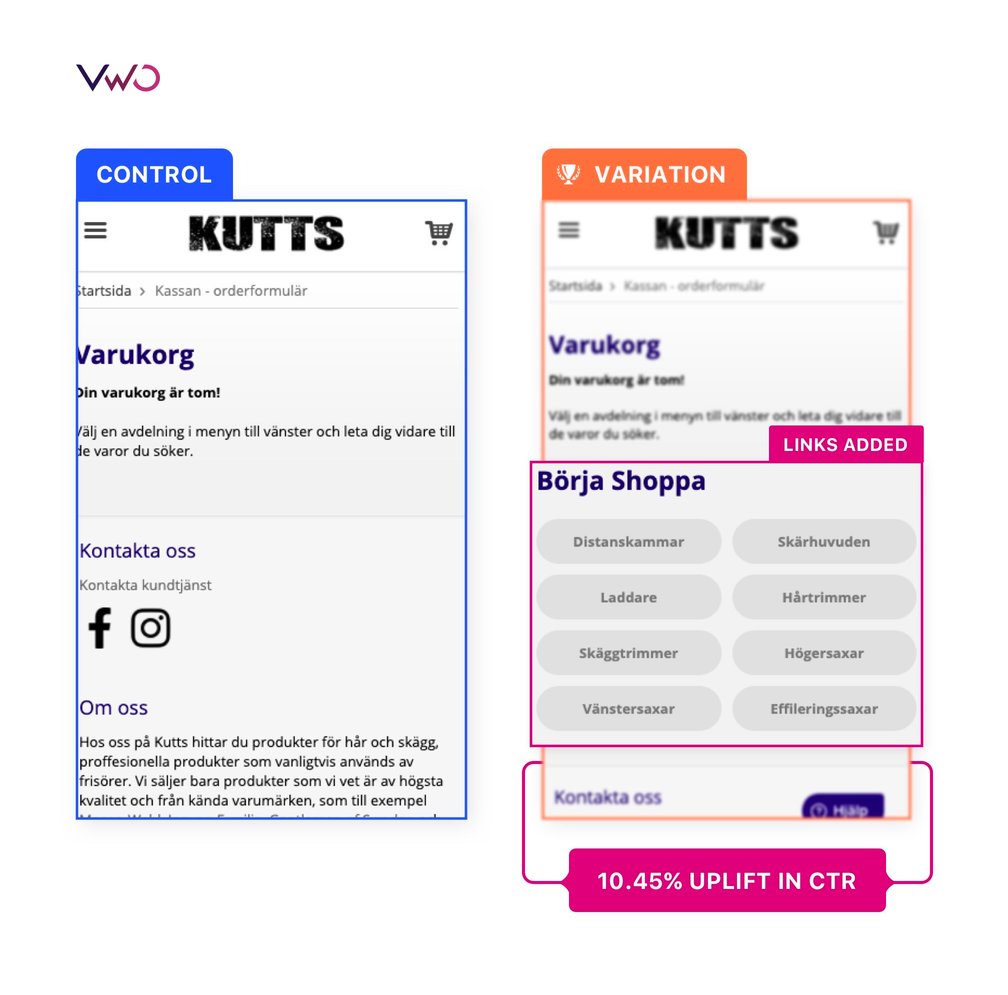 VWO
CONTROL
KUTTS
Startsida > Kassan - orderformulär
Varukorg
Din varukorg är tom!
Välj en avdelning i menyn till vänster och leta dig vidare till
de varor du söker.
Kontakta oss
Kontakta kundtjänst
Om oss
Hos oss på Kutts hittar du produkter för hår och skägg,
proffesionella produkter som vanligtvis används av
frisörer. Vi säljer bara produkter som vi vet är av högsta
kvalitet och från kända varumärken, som till exempel
VARIATION
KUTTS
Startsida > Kassan - orderformulär
Varukorg
Din varukorg är tom!
Välj en avdelning i menyn till vänster och leta dig vidare till
de varor du söker.
LINKS ADDED
Börja Shoppa
Distanskammar Skärhuvuden
Laddare Hårtrimmer
Skäggtrimmer Högersaxar
Vänstersaxar Effileringssaxar
Kontakta oss
Hjälp
10.45% UPLIFT IN CTR